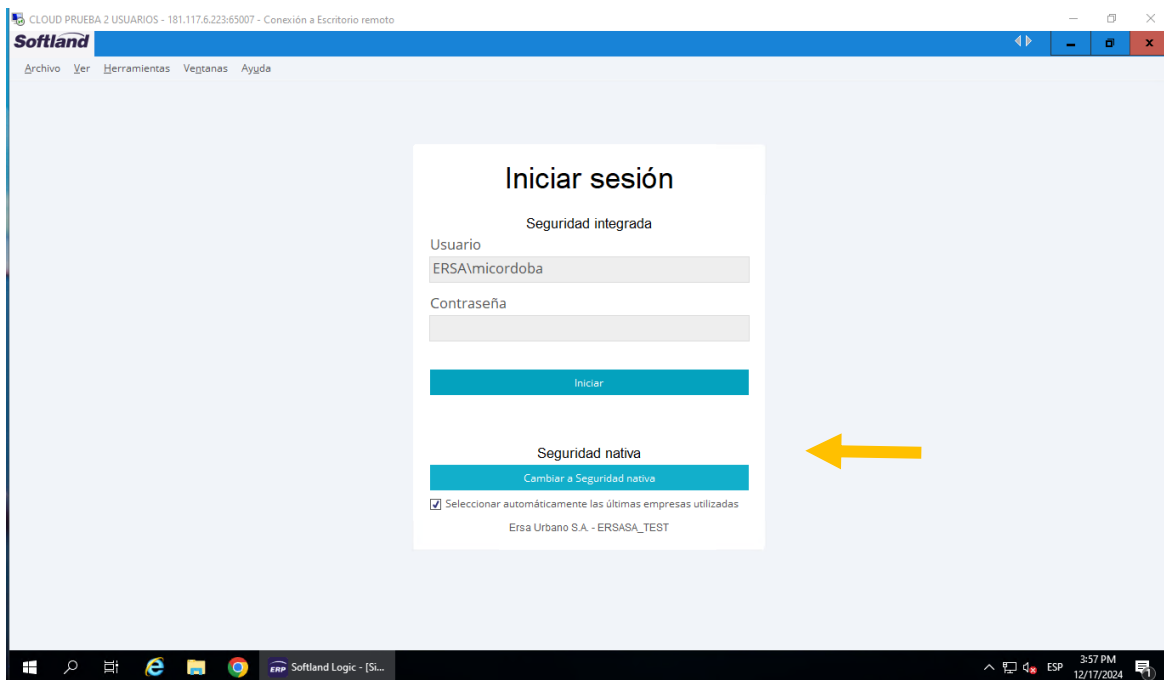 CLOUD PRUEBA 2 USUARIOS - 181.117.6.223:65007 - Conexión a Escritorio remoto
Softland
Archivo Ver Herramientas Ventanas Ayuda
Iniciar sesión
Seguridad integrada
Usuario
ERSA\micordoba
Contraseña
Iniciar
Seguridad nativa
Cambiar a Seguridad nativa
Seleccionar automáticamente las últimas empresas utilizadas
Ersa Urbano S.A. - ERSASA_TEST
ERP Softland Logic - [Si...
ESP
3:57 PM
12/17/2024
1